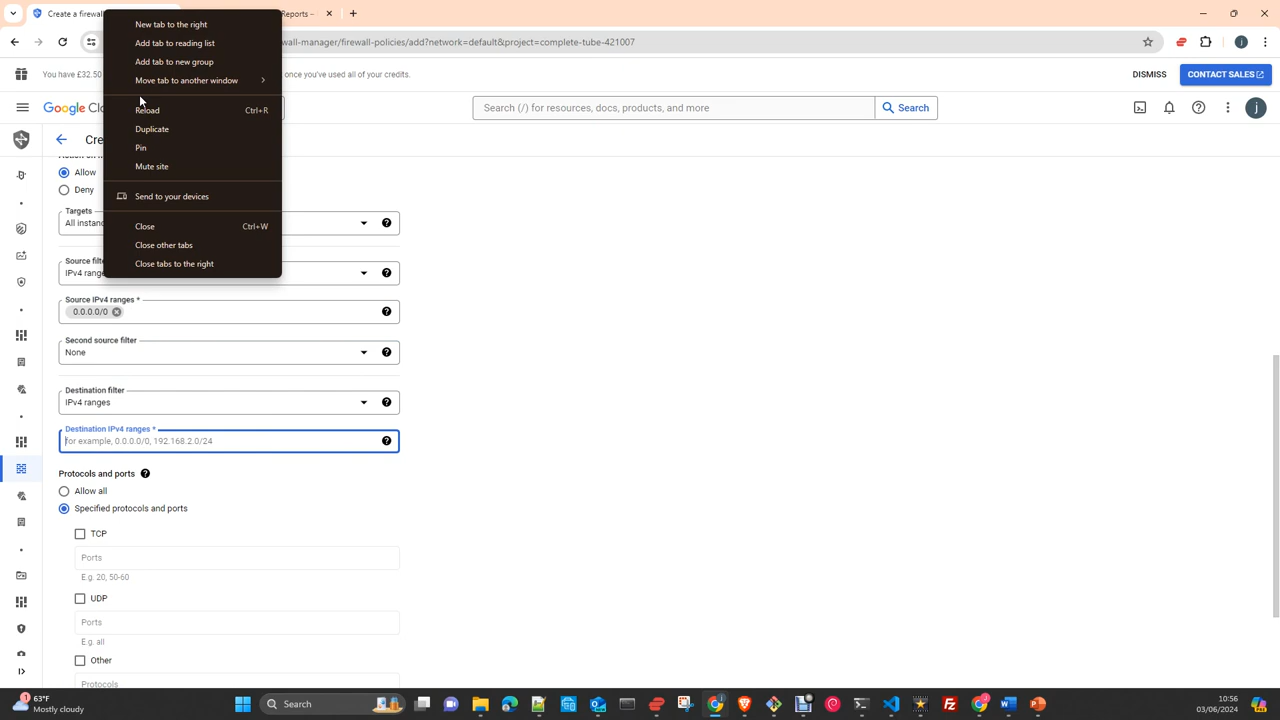 Create a firewall
Reports –
New tab to the right
Add tab to reading list
Add tab to new group
Move tab to another window
Reload Ctrl+R
Duplicate
Pin
Mute site
Send to your devices
Close Ctrl+W
Close other tabs
Close tabs to the right
wall-manager/firewall-policies/add?network=default&project=complete-tube-421007
You have £32.50
once you've used all of your credits.
DISMISS
CONTACT SALES
Google Clo
Search (/) for resources, docs, products, and more
Search
j
Cre
Allow
Deny
Targets
All instanc
Source filte
IPv4 range
Source IPv4 ranges *
0.0.0.0/0
Second source filter
None
Destination filter
IPv4 ranges
Destination IPv4 ranges *
for example, 0.0.0.0/0, 192.168.2.0/24
Protocols and ports
Allow all
Specified protocols and ports
TCP
Ports
E.g. 20, 50-60
UDP
Ports
E.g. all
Other
Protocols
63°F
Mostly cloudy
Search
10:56
03/06/2024